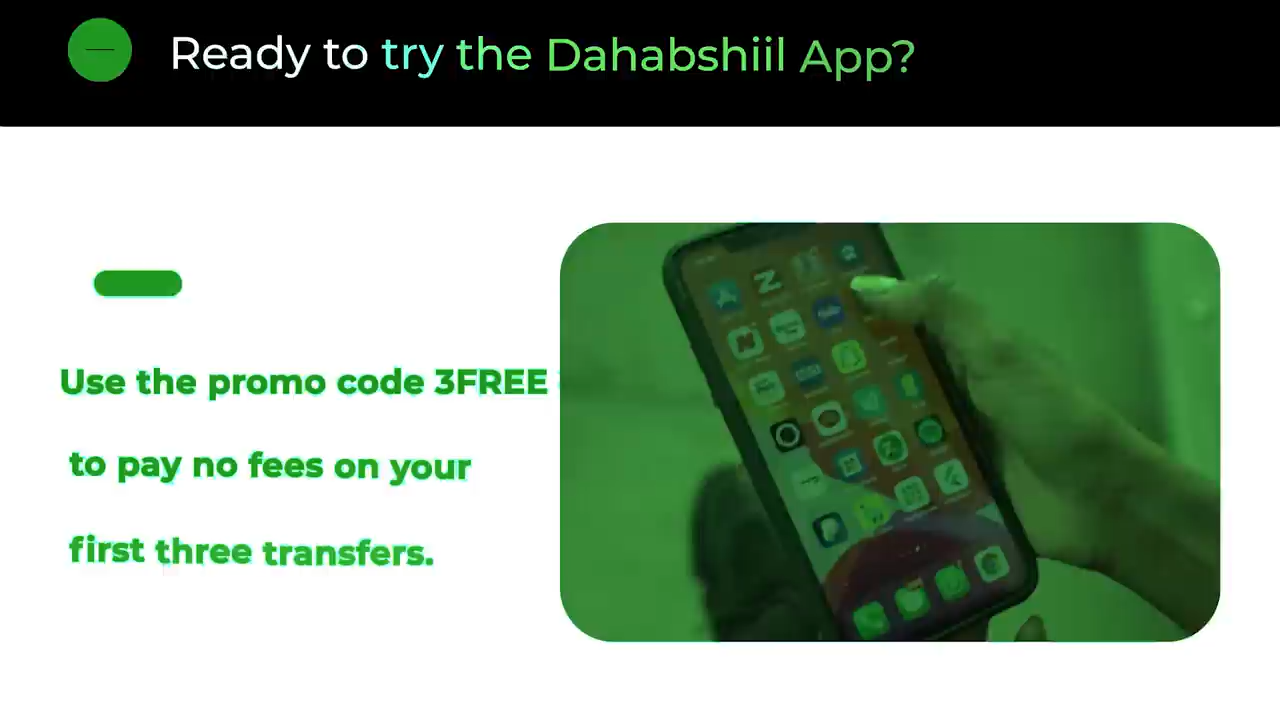 Ready to try the Dahabshiil App?
Use the promo code 3FREE
to pay no fees on your
first three transfers.